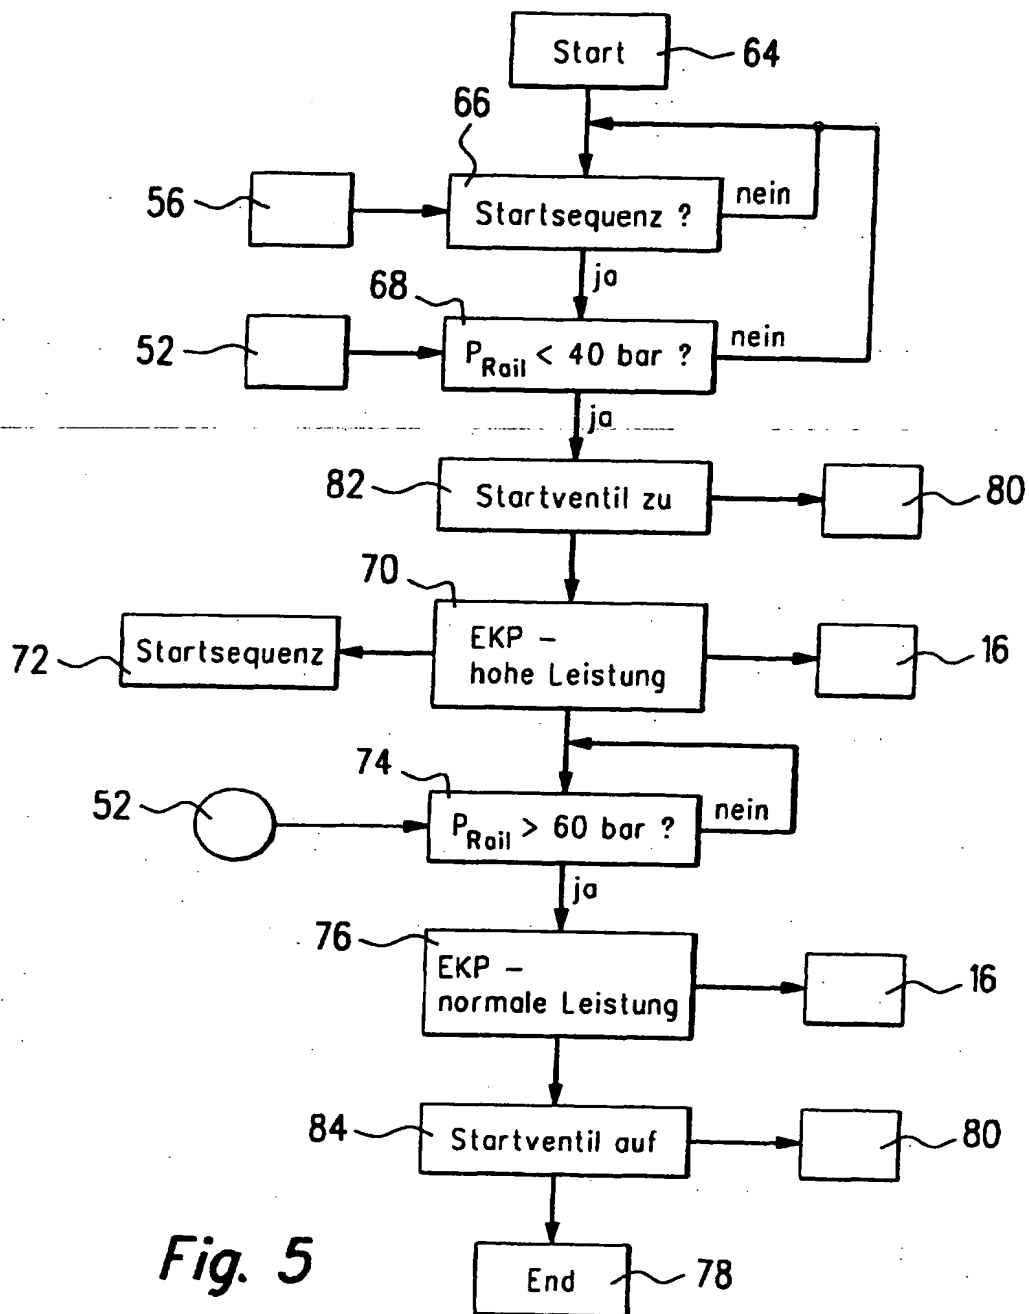 Start
64
66
56
Startsequenz ?
nein
ja
68
52
P_Rail < 40 bar ?
nein
ja
82
Startventil zu
80
70
72
Startsequenz
EKP –
hohe Leistung
16
74
52
P_Rail > 60 bar ?
nein
ja
76
EKP –
normale Leistung
16
84
Startventil auf
80
Fig. 5
End
78